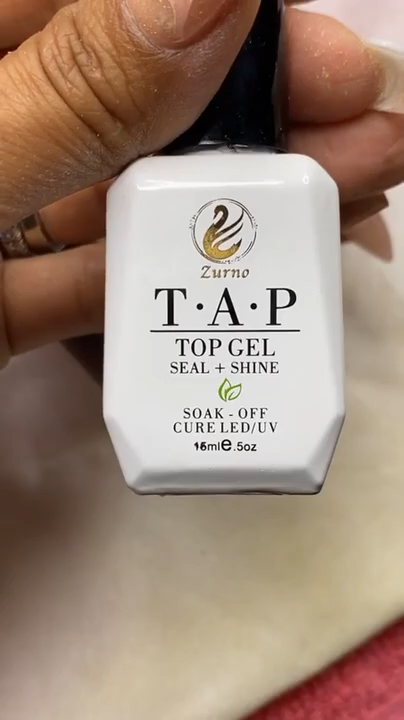 Zurno
T·A·P
TOP GEL
SEAL + SHINE
SOAK - OFF
CURE LED/UV
15ml e .5oz